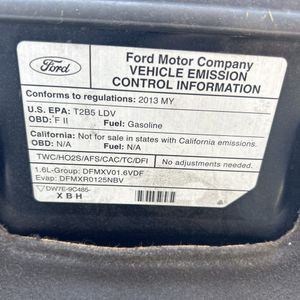 Ford
Ford Motor Company
VEHICLE EMISSION
CONTROL INFORMATION
Conforms to regulations: 2013 MY
U.S. EPA: T2B5 LDV
OBD: F II Fuel: Gasoline
California: Not for sale in states with California emissions.
OBD: N/A Fuel: N/A
TWC/HO2S/AFS/CAC/TC/DFI No adjustments needed.
1.6L-Group: DFMXV01.6VDF
Evap: DFMXR0125NBV
DW7E-9C485-
X B H